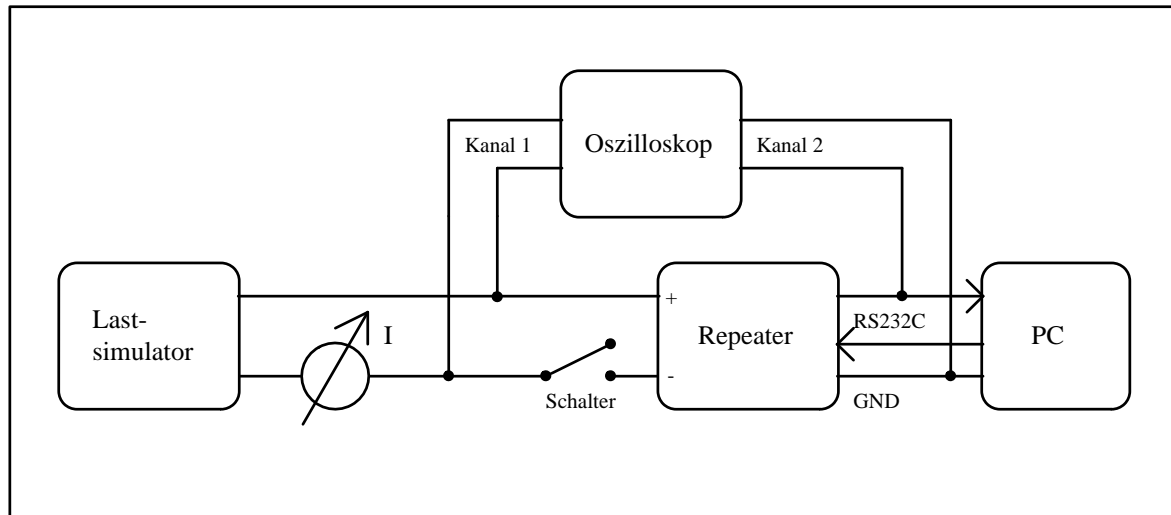 Kanal 1
Oszilloskop
Kanal 2
Last-
simulator
I
Schalter
+
-
Repeater
RS232C
GND
PC